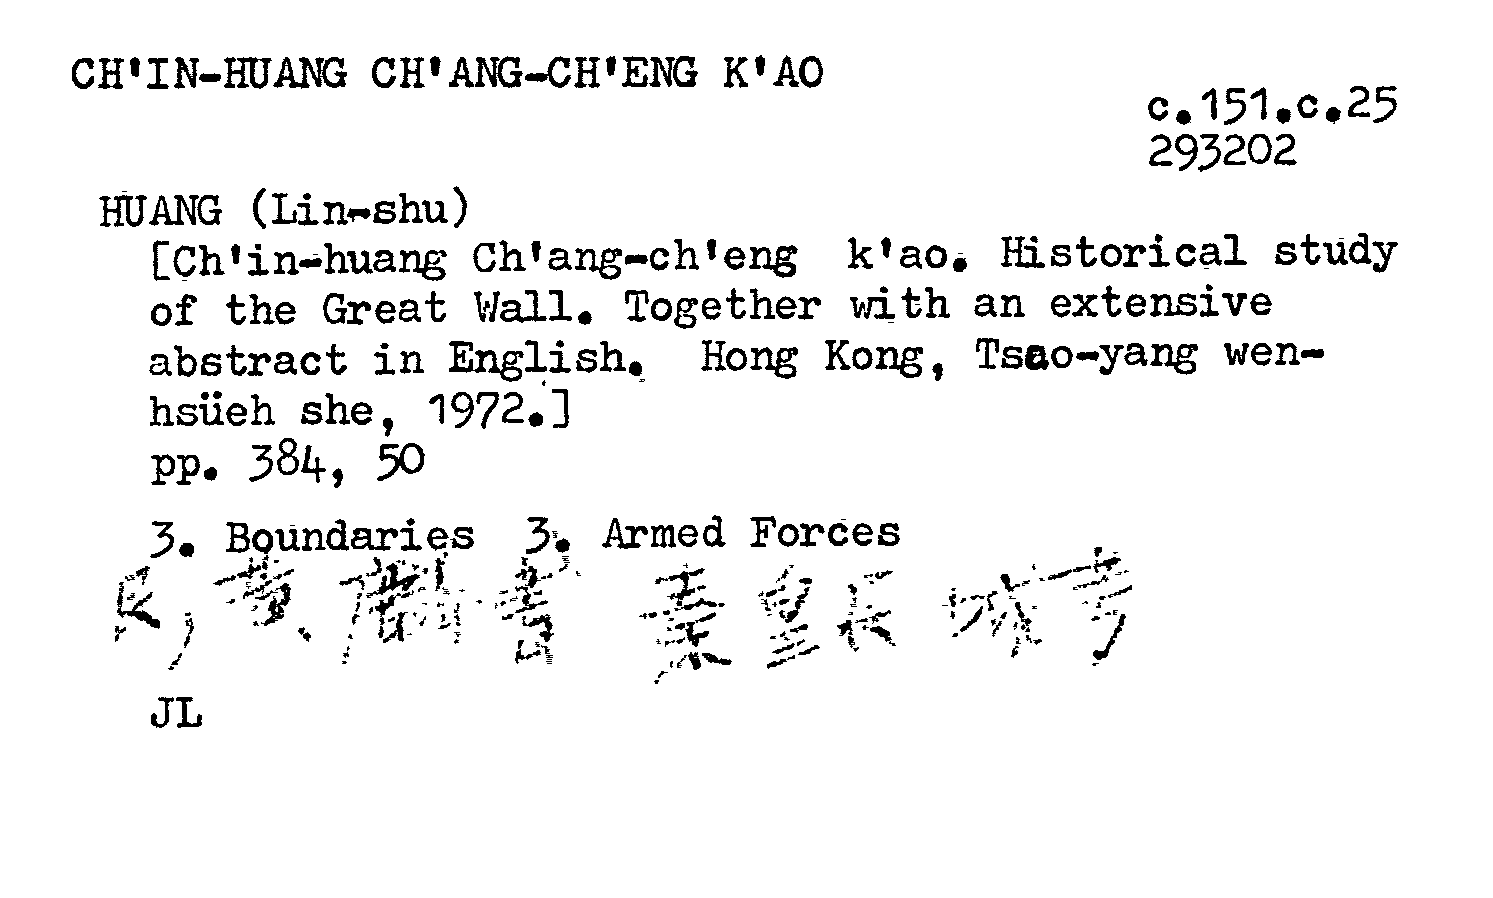 CH'IN-HUANG CH'ANG-CH'ENG K'AO
c.151.c.25
293202
HUANG (Lin-shu)
[Ch'in-huang Ch'ang-ch'eng k'ao. Historical study
of the Great Wall. Together with an extensive
abstract in English. Hong Kong, Tsao-yang wen-
hsüeh she, 1972.]
pp. 384, 50
3. Boundaries 3. Armed Forces
黄麟書 秦皇长城考
JL